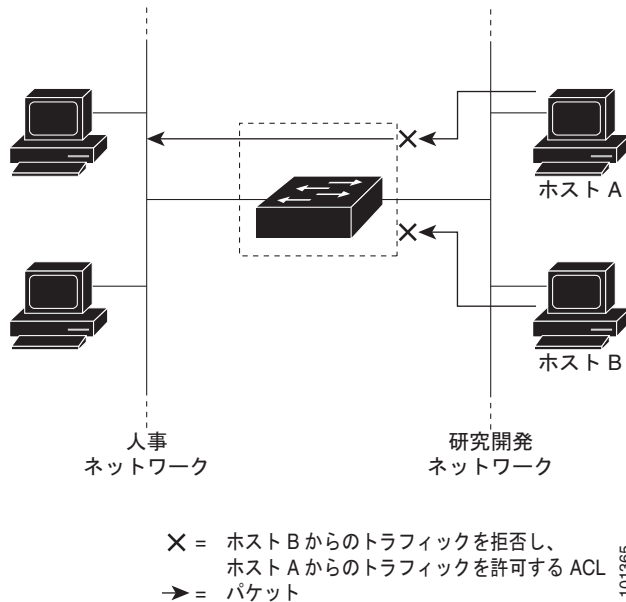 ホスト A
ホスト B
人事
ネットワーク
研究開発
ネットワーク
✕ = ホスト B からのトラフィックを拒否し、
ホスト A からのトラフィックを許可する ACL
➔ = パケット
101365